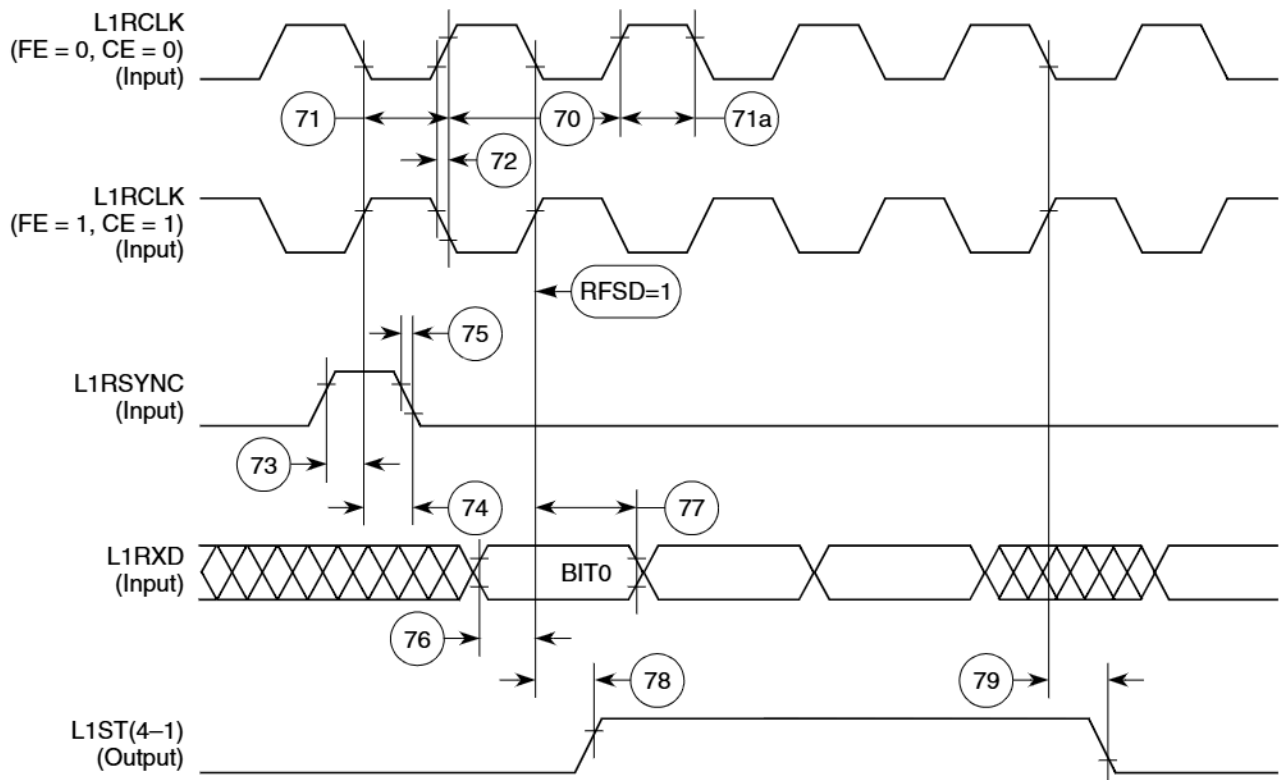 L1RCLK
(FE = 0, CE = 0)
(Input)
71
70
71a
72
L1RCLK
(FE = 1, CE = 1)
(Input)
RFSD=1
75
L1RSYNC
(Input)
73
74
77
L1RXD
(Input)
BIT0
76
78
79
L1ST(4–1)
(Output)